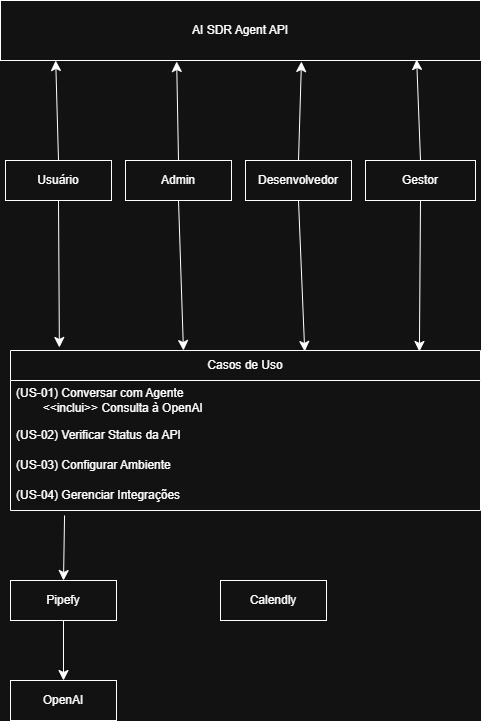 AI SDR Agent API
Usuário
Admin
Desenvolvedor
Gestor
Casos de Uso
(US-01) Conversar com Agente
<<inclui>> Consulta à OpenAI
(US-02) Verificar Status da API
(US-03) Configurar Ambiente
(US-04) Gerenciar Integrações
Pipefy
Calendly
OpenAI